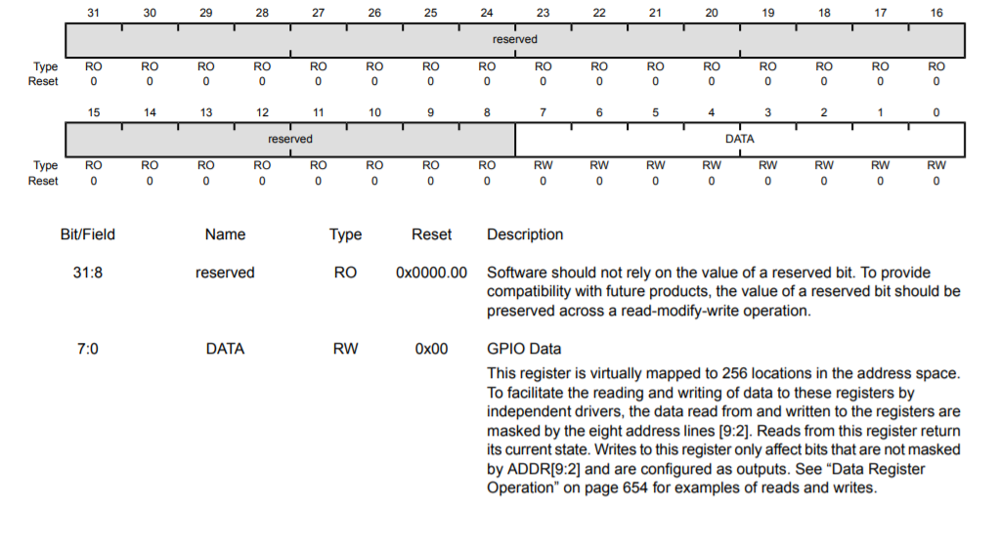 31 30 29 28 27 26 25 24 23 22 21 20 19 18 17 16
reserved
Type RO RO RO RO RO RO RO RO RO RO RO RO RO RO RO RO
Reset 0 0 0 0 0 0 0 0 0 0 0 0 0 0 0 0
15 14 13 12 11 10 9 8 7 6 5 4 3 2 1 0
reserved DATA
Type RO RO RO RO RO RO RO RO RW RW RW RW RW RW RW RW
Reset 0 0 0 0 0 0 0 0 0 0 0 0 0 0 0 0
Bit/Field Name Type Reset Description
31:8 reserved RO 0x0000.00 Software should not rely on the value of a reserved bit. To provide
compatibility with future products, the value of a reserved bit should be
preserved across a read-modify-write operation.
7:0 DATA RW 0x00 GPIO Data
This register is virtually mapped to 256 locations in the address space.
To facilitate the reading and writing of data to these registers by
independent drivers, the data read from and written to the registers are
masked by the eight address lines [9:2]. Reads from this register return
its current state. Writes to this register only affect bits that are not masked
by ADDR[9:2] and are configured as outputs. See “Data Register
Operation” on page 654 for examples of reads and writes.